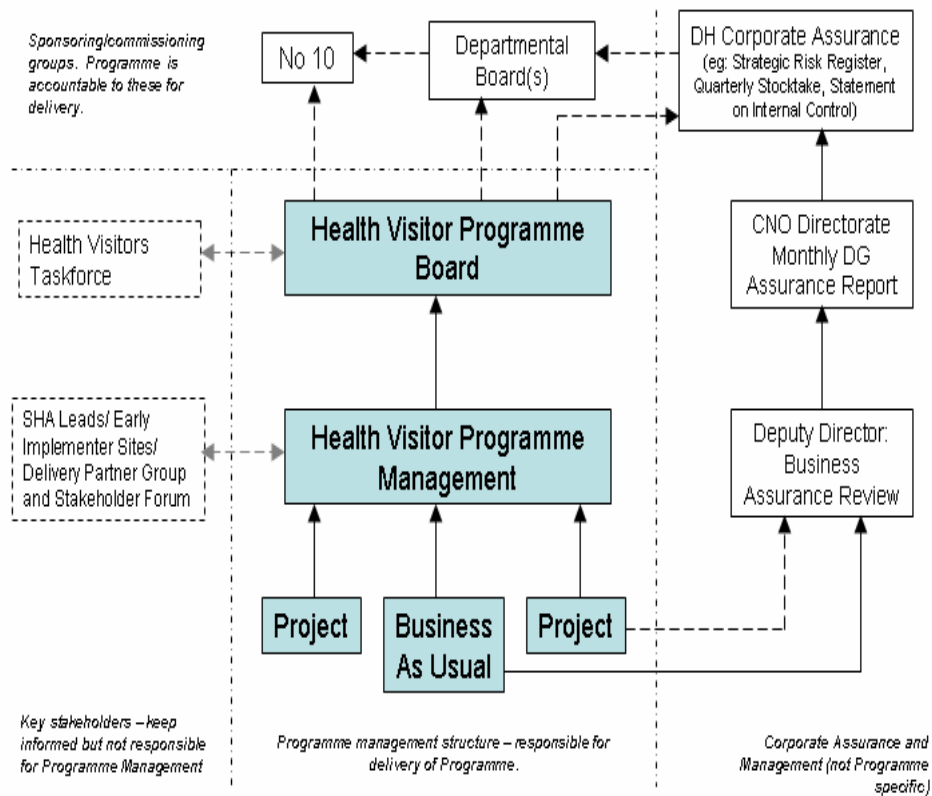 Sponsoring/commissioning
groups. Programme is
accountable to these for
delivery.
No 10
Departmental
Board(s)
DH Corporate Assurance
(eg: Strategic Risk Register,
Quarterly Stocktake, Statement
on Internal Control)
Health Visitors
Taskforce
Health Visitor Programme
Board
CNO Directorate
Monthly DG
Assurance Report
SHA Leads/ Early
Implementer Sites/
Delivery Partner Group
and Stakeholder Forum
Health Visitor Programme
Management
Deputy Director:
Business
Assurance Review
Project
Business
As Usual
Project
Key stakeholders – keep
informed but not responsible
for Programme Management
Programme management structure – responsible for
delivery of Programme.
Corporate Assurance and
Management (not Programme
specific)